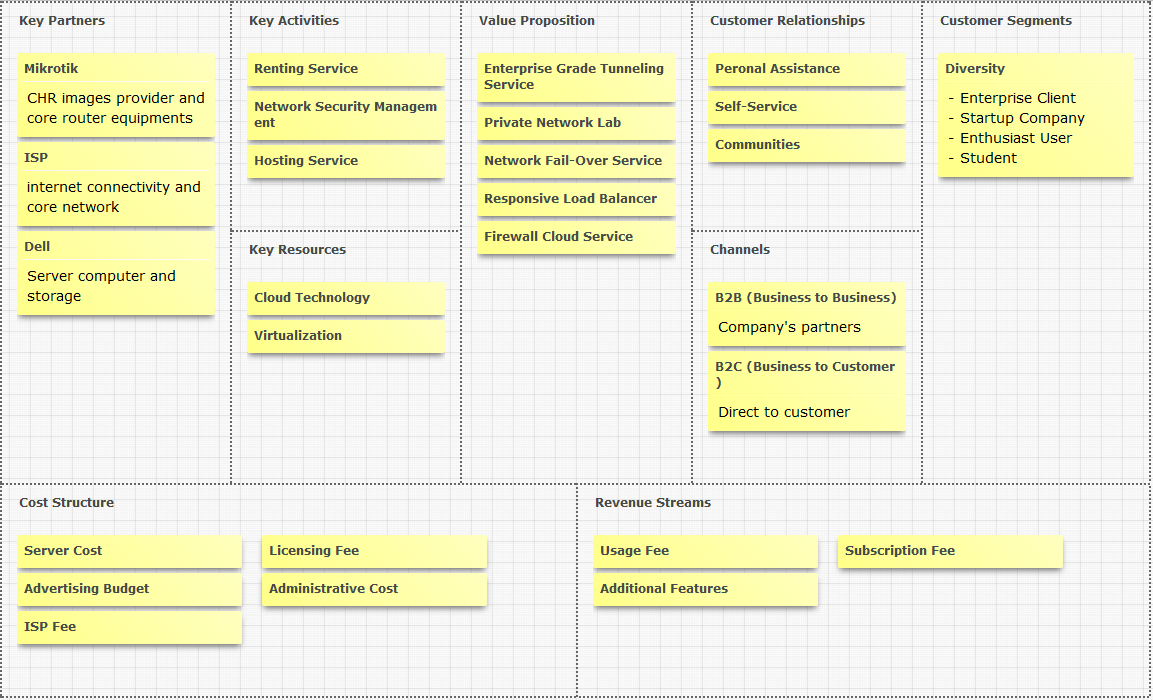 Key Partners
Mikrotik
CHR images provider and
core router equipments
ISP
internet connectivity and
core network
Dell
Server computer and
storage
Key Activities
Renting Service
Network Security Managem
ent
Hosting Service
Key Resources
Cloud Technology
Virtualization
Value Proposition
Enterprise Grade Tunneling
Service
Private Network Lab
Network Fail-Over Service
Responsive Load Balancer
Firewall Cloud Service
Customer Relationships
Peronal Assistance
Self-Service
Communities
Channels
B2B (Business to Business)
Company's partners
B2C (Business to Customer
)
Direct to customer
Customer Segments
Diversity
- Enterprise Client
- Startup Company
- Enthusiast User
- Student
Cost Structure
Server Cost
Advertising Budget
ISP Fee
Licensing Fee
Administrative Cost
Revenue Streams
Usage Fee
Additional Features
Subscription Fee